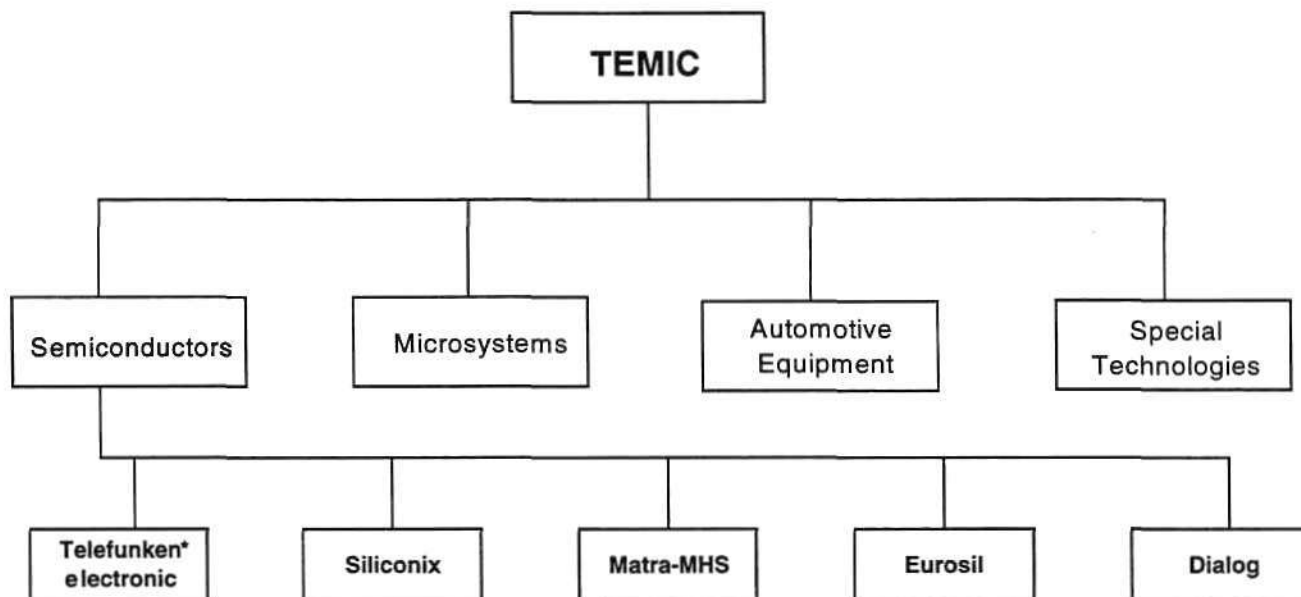 TEMIC
Semiconductors
Microsystems
Automotive
Equipment
Special
Technologies
Telefunken*
electronic
Siliconix
Matra-MHS
Eurosil
Dialog